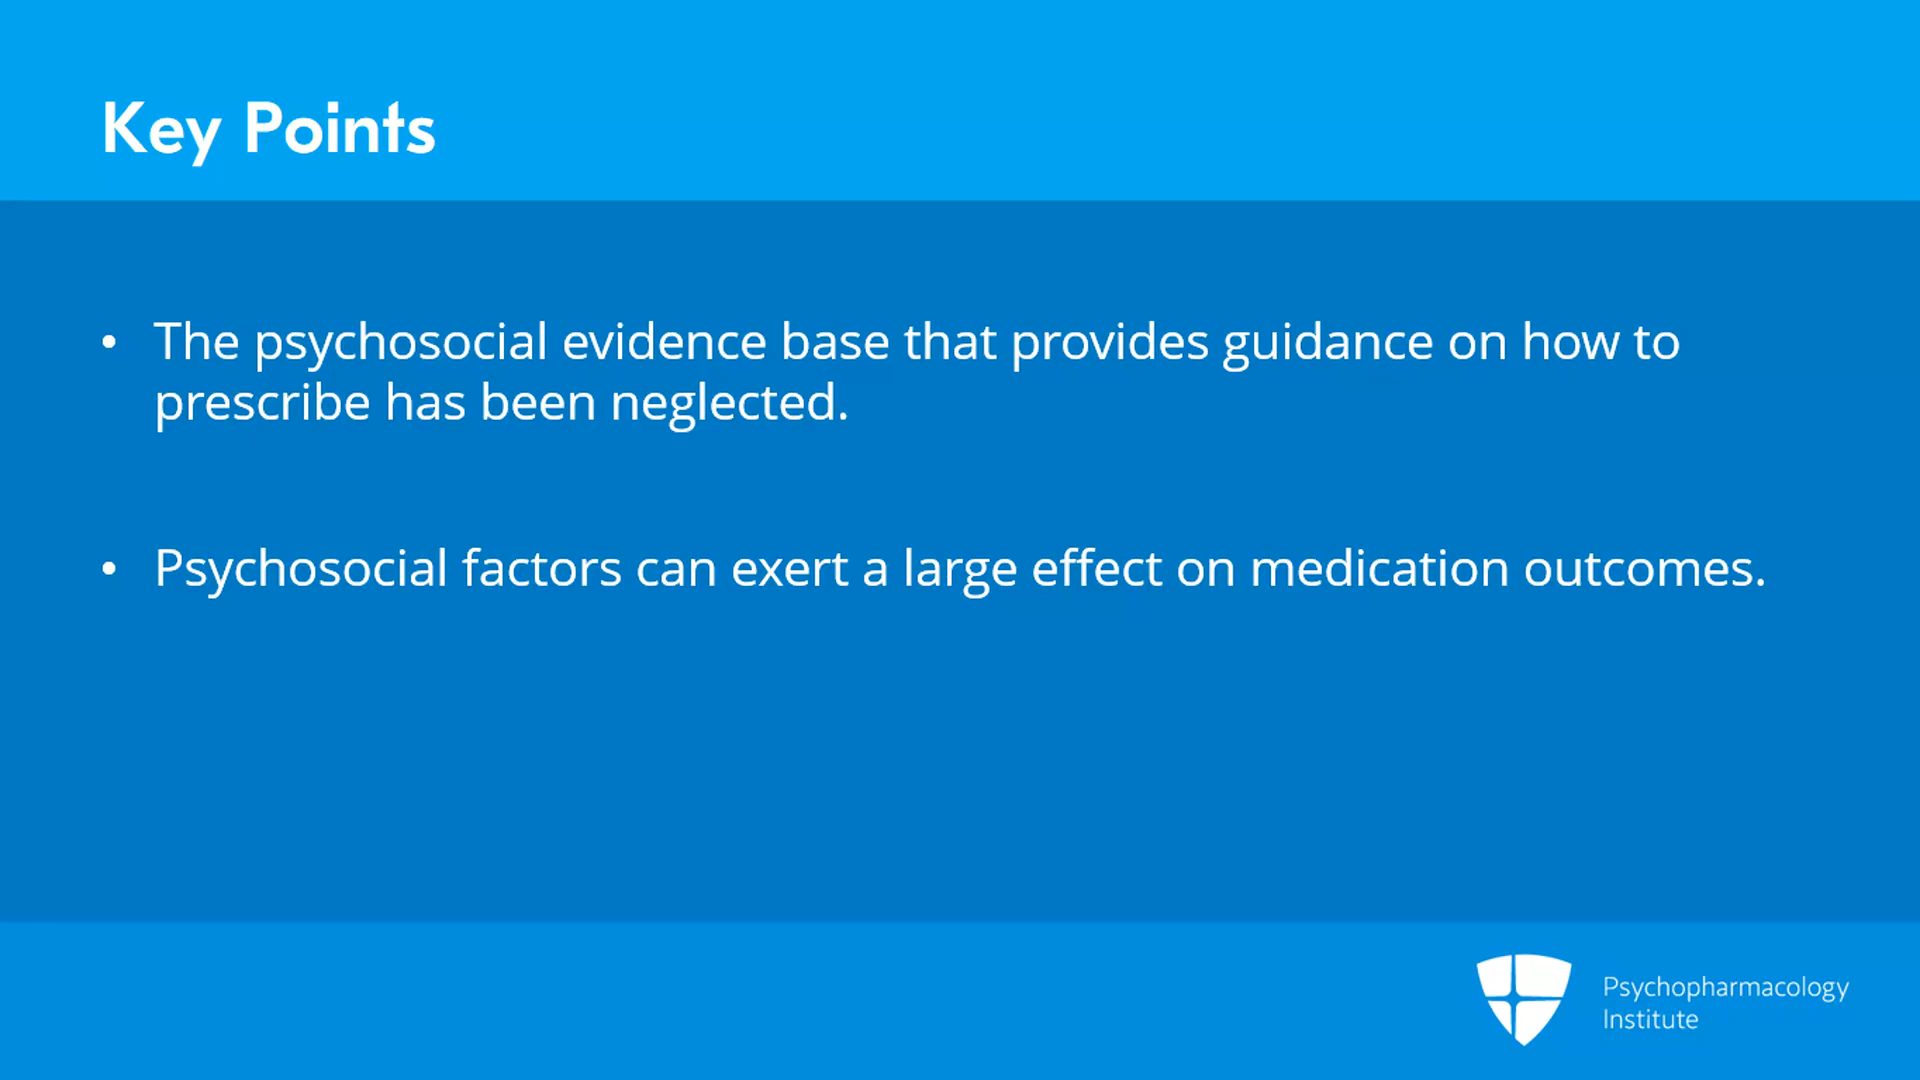 Key Points
• The psychosocial evidence base that provides guidance on how to
prescribe has been neglected.
• Psychosocial factors can exert a large effect on medication outcomes.
Psychopharmacology
Institute